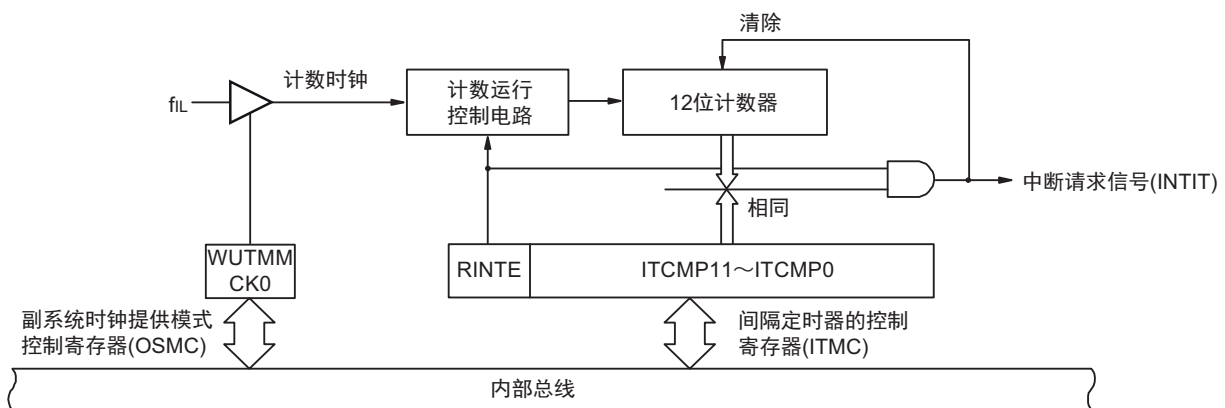 清除
计数时钟
fIL
计数运行
控制电路
12位计数器
中断请求信号(INTIT)
相同
WUTMM
CK0
RINTE
ITCMP11～ITCMP0
副系统时钟提供模式
控制寄存器(OSMC)
间隔定时器的控制
寄存器(ITMC)
内部总线